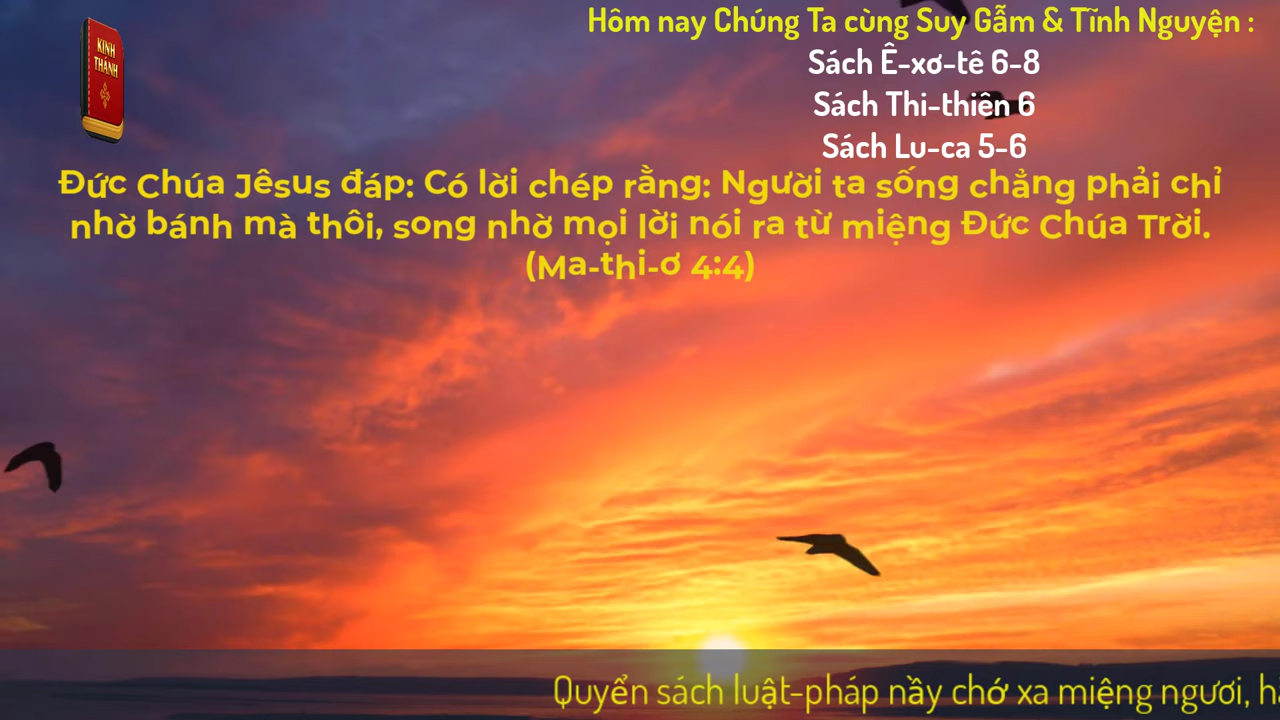 KINH
THÁNH
Hôm nay Chúng Ta cùng Suy Gẫm & Tĩnh Nguyện :
Sách Ê-xơ-tê 6-8
Sách Thi-thiên 6
Sách Lu-ca 5-6
Đức Chúa Jêsus đáp: Có lời chép rằng: Người ta sống chẳng phải chỉ
nhờ bánh mà thôi, song nhờ mọi lời nói ra từ miệng Đức Chúa Trời.
(Ma-thi-ơ 4:4)
Quyển sách luật-pháp nầy chớ xa miệng ngươi,